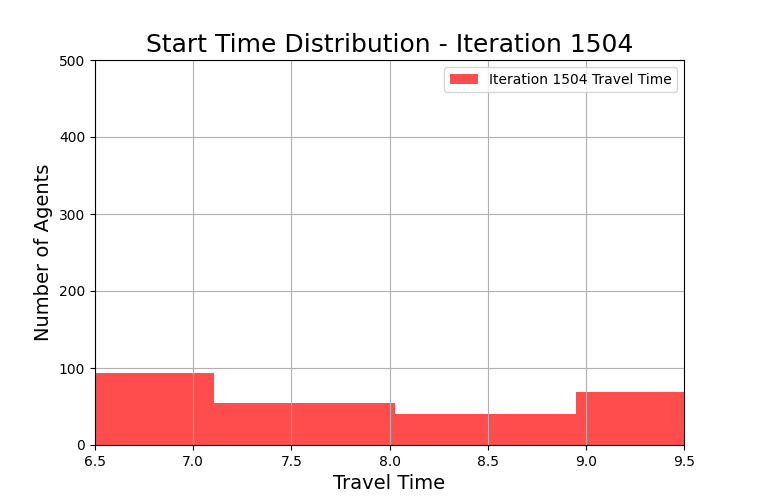 Start Time Distribution - Iteration 1504
500
Iteration 1504 Travel Time
400
300
200
100
0
Number of Agents
6.5 7.0 7.5 8.0 8.5 9.0 9.5
Travel Time